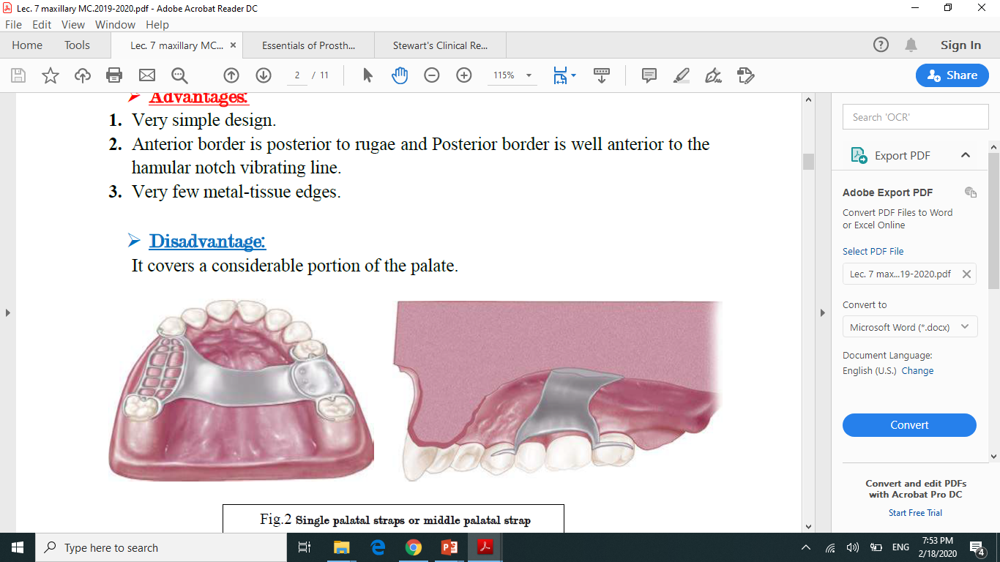 Lec. 7 maxillary MC.2019-2020.pdf - Adobe Acrobat Reader DC
File Edit View Window Help
Home Tools Lec. 7 maxillary MC... × Essentials of Prosth... Stewart's Clinical Re... Sign In
2 / 11 115% Share
Advantages:
1. Very simple design.
2. Anterior border is posterior to rugae and Posterior border is well anterior to the
hamular notch vibrating line.
3. Very few metal-tissue edges.
Disadvantage:
It covers a considerable portion of the palate.
Fig.2 Single palatal straps or middle palatal strap
Search 'OCR'
Export PDF
Adobe Export PDF
Convert PDF Files to Word
or Excel Online
Select PDF File
Lec. 7 max...19-2020.pdf
Convert to
Microsoft Word (*.docx)
Document Language:
English (U.S.) Change
Convert
Convert and edit PDFs
with Acrobat Pro DC
Start Free Trial
Type here to search
ENG
7:53 PM
2/18/2020
4